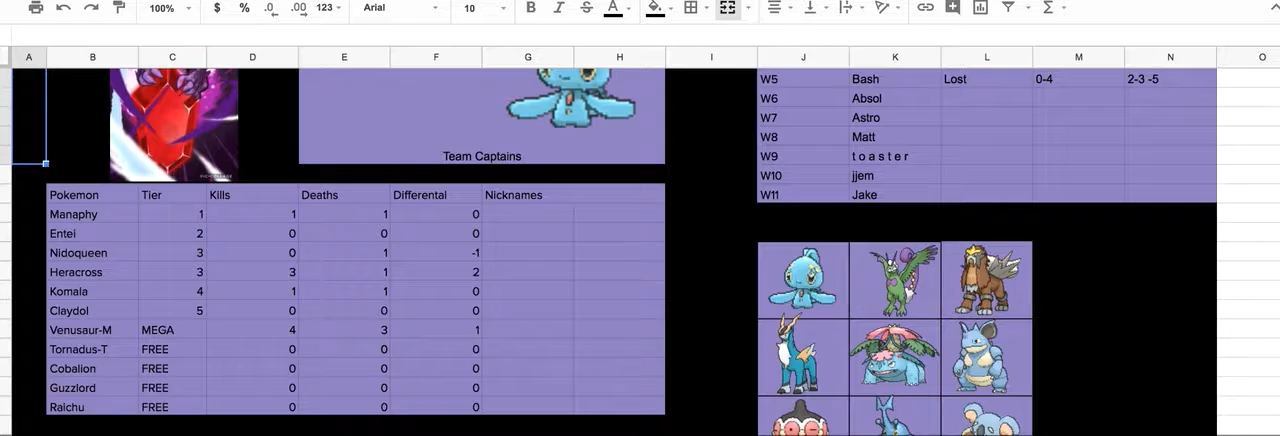 100% $ % .0 .00 123 Arial 10 B I S A
A B C D E F G H I J K L M N O
Team Captains
Pokemon Tier Kills Deaths Differental Nicknames
Manaphy 1 1 1 0
Entei 2 0 0 0
Nidoqueen 3 0 1 -1
Heracross 3 3 1 2
Komala 4 1 1 0
Claydol 5 0 0 0
Venusaur-M MEGA 4 3 1
Tornadus-T FREE 0 0 0
Cobalion FREE 0 0 0
Guzzlord FREE 0 0 0
Raichu FREE 0 0 0
W5 Bash Lost 0-4 2-3 -5
W6 Absol
W7 Astro
W8 Matt
W9 t o a s t e r
W10 jjem
W11 Jake